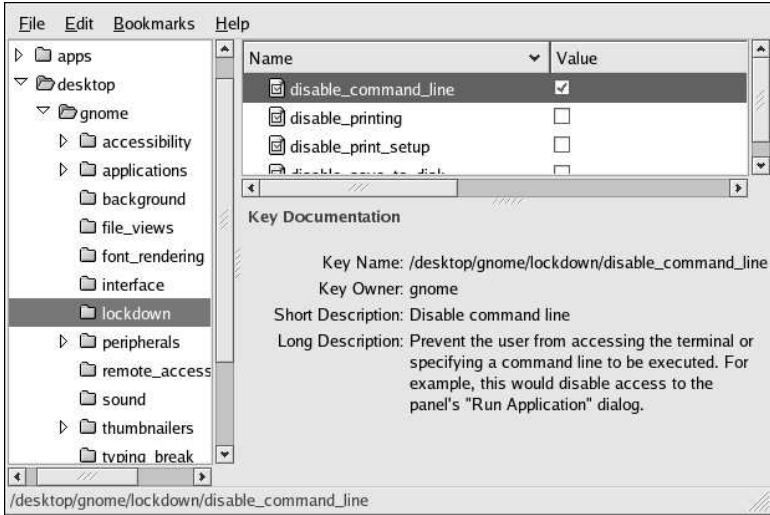 File Edit Bookmarks Help
apps
desktop
gnome
accessibility
applications
background
file_views
font_rendering
interface
lockdown
peripherals
remote_access
sound
thumbnailers
typing_break
Name Value
disable_command_line
disable_printing
disable_print_setup
disable_save_to_disk
Key Documentation
Key Name: /desktop/gnome/lockdown/disable_command_line
Key Owner: gnome
Short Description: Disable command line
Long Description: Prevent the user from accessing the terminal or
specifying a command line to be executed. For
example, this would disable access to the
panel's "Run Application" dialog.
/desktop/gnome/lockdown/disable_command_line